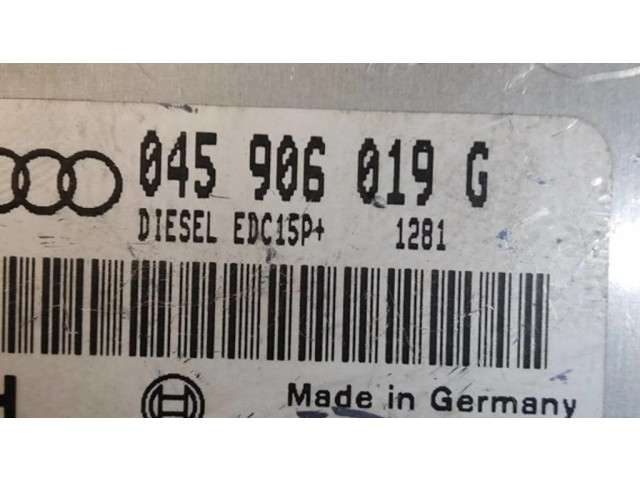 045 906 019 G
DIESEL EDC15P+ 1281
H
Made in Germany